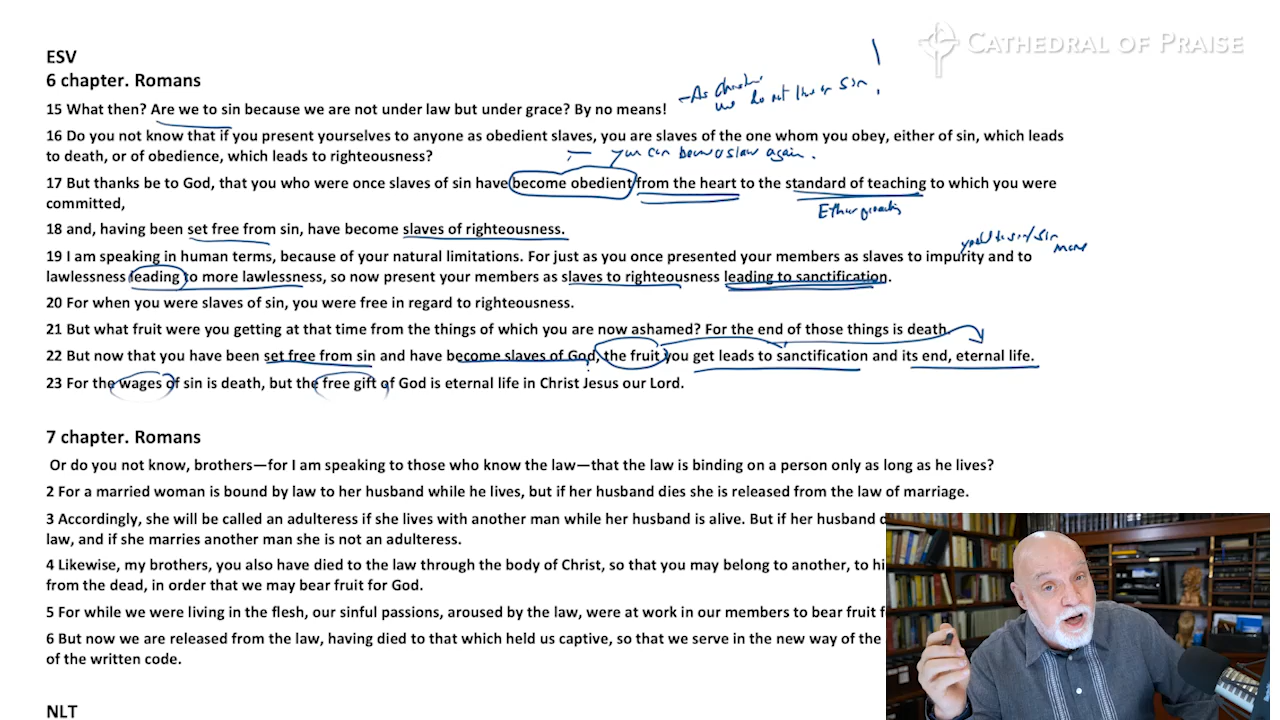 CATHEDRAL OF PRAISE
ESV
6 chapter. Romans
15 What then? Are we to sin because we are not under law but under grace? By no means!
we do not live in sin!
16 Do you not know that if you present yourselves to anyone as obedient slaves, you are slaves of the one whom you obey, either of sin, which leads
to death, or of obedience, which leads to righteousness?
you can become a slave again.
17 But thanks be to God, that you who were once slaves of sin have become obedient from the heart to the standard of teaching to which you were
committed,
18 and, having been set free from sin, have become slaves of righteousness.
19 I am speaking in human terms, because of your natural limitations. For just as you once presented your members as slaves to impurity and to
lawlessness leading to more lawlessness, so now present your members as slaves to righteousness leading to sanctification.
20 For when you were slaves of sin, you were free in regard to righteousness.
21 But what fruit were you getting at that time from the things of which you are now ashamed? For the end of those things is death.
22 But now that you have been set free from sin and have become slaves of God, the fruit you get leads to sanctification and its end, eternal life.
23 For the wages of sin is death, but the free gift of God is eternal life in Christ Jesus our Lord.
7 chapter. Romans
Or do you not know, brothers—for I am speaking to those who know the law—that the law is binding on a person only as long as he lives?
2 For a married woman is bound by law to her husband while he lives, but if her husband dies she is released from the law of marriage.
3 Accordingly, she will be called an adulteress if she lives with another man while her husband is alive. But if her husband
law, and if she marries another man she is not an adulteress.
4 Likewise, my brothers, you also have died to the law through the body of Christ, so that you may belong to another, to
from the dead, in order that we may bear fruit for God.
5 For while we were living in the flesh, our sinful passions, aroused by the law, were at work in our members to bear fruit
6 But now we are released from the law, having died to that which held us captive, so that we serve in the new way of the
of the written code.
NLT